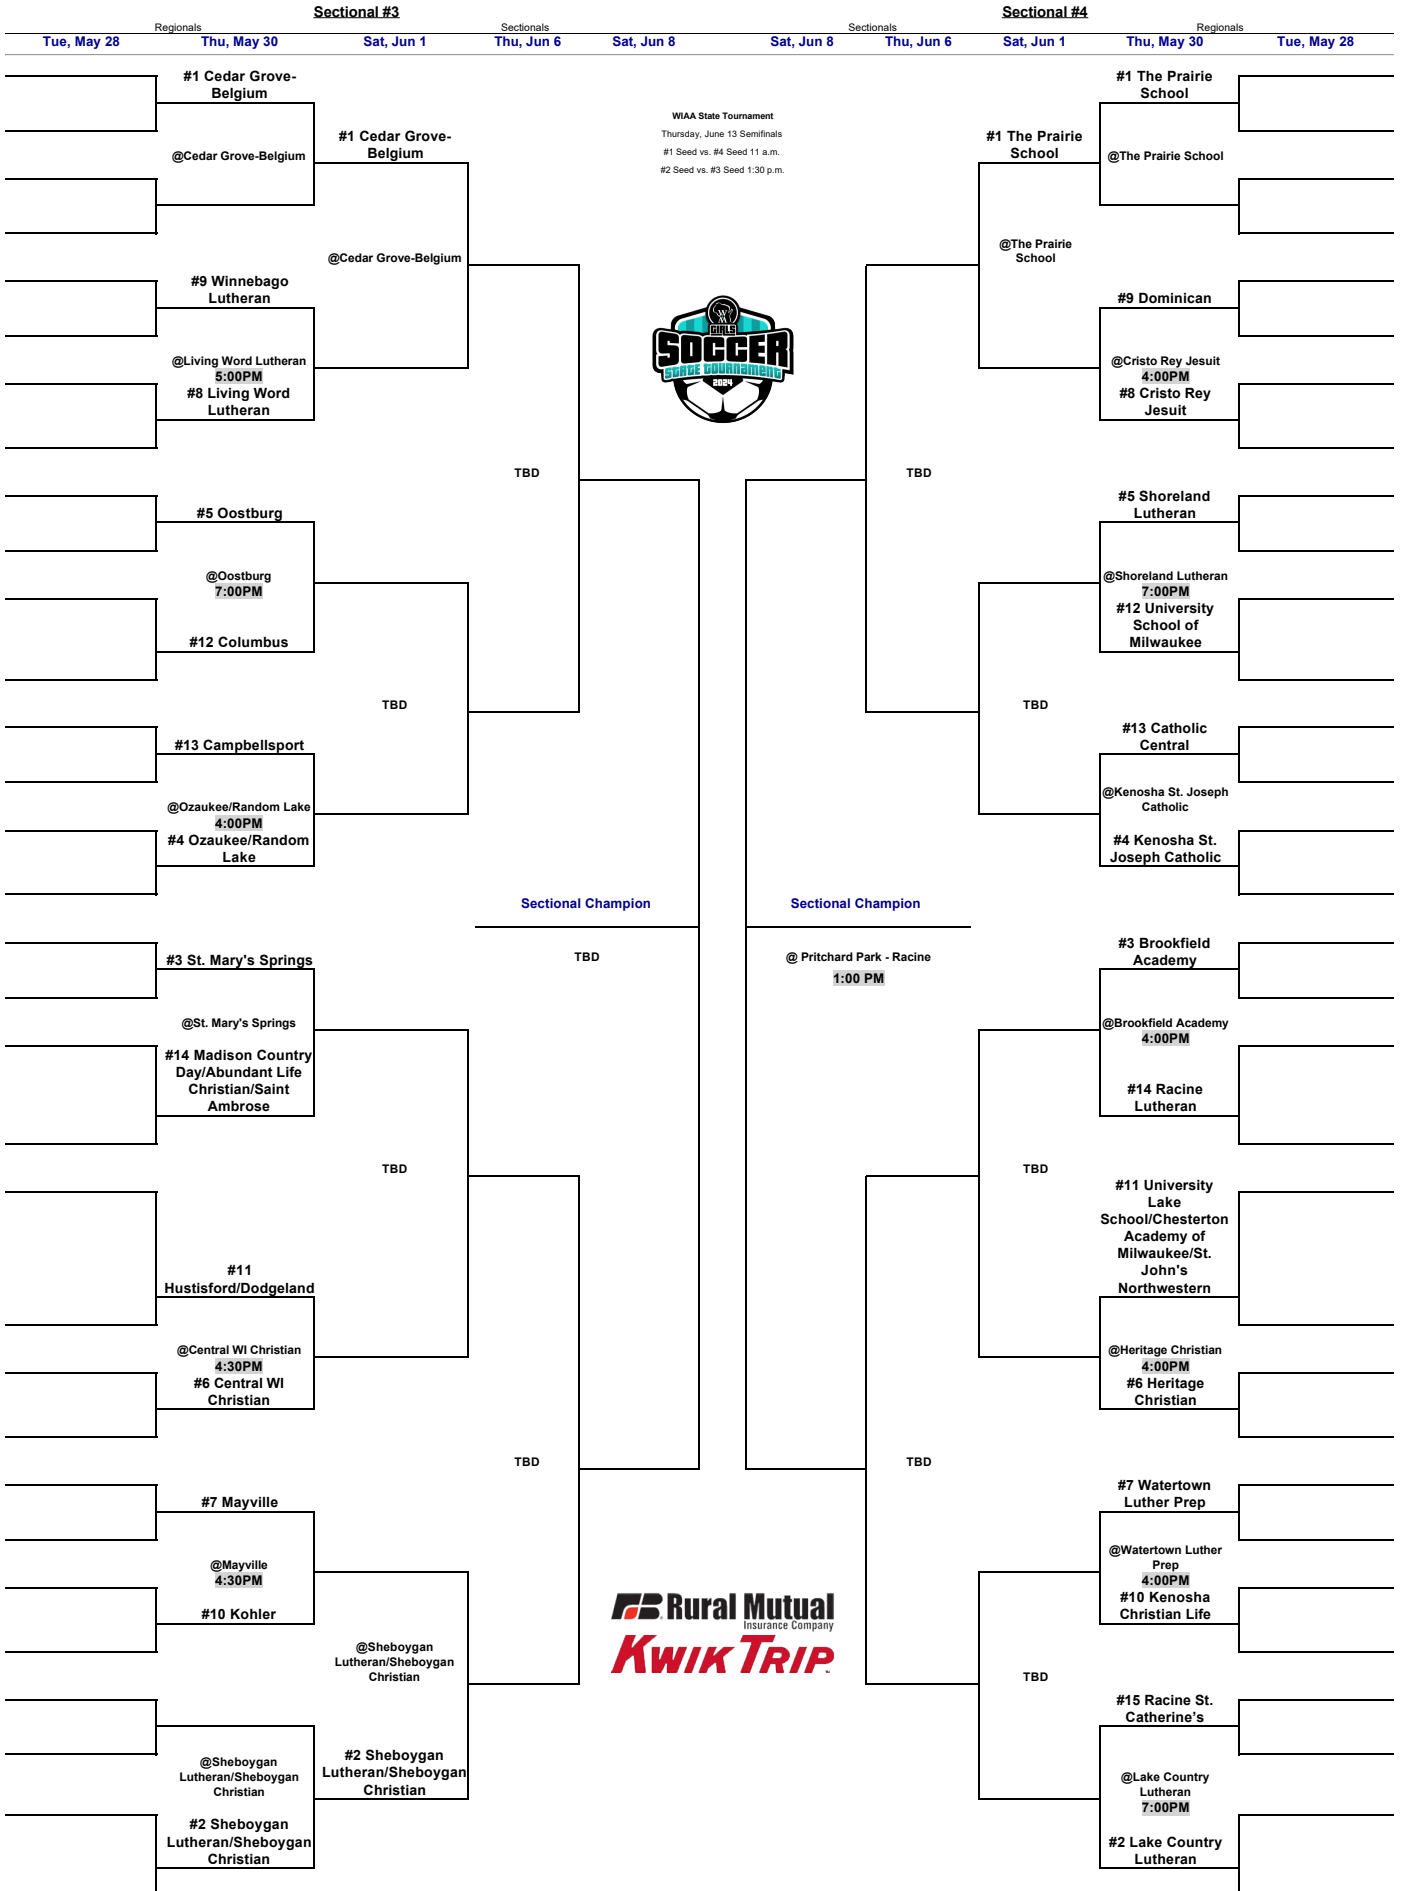 Sectional #3
Sectional #4
Regionals
Sectionals
Sectionals
Regionals
Tue, May 28
Thu, May 30
Sat, Jun 1
Thu, Jun 6
Sat, Jun 8
Sat, Jun 8
Thu, Jun 6
Sat, Jun 1
Thu, May 30
Tue, May 28
#1 Cedar Grove-
Belgium
@Cedar Grove-Belgium
#9 Winnebago
Lutheran
@Living Word Lutheran
5:00PM
#8 Living Word
Lutheran
#5 Oostburg
@Oostburg
7:00PM
#12 Columbus
#13 Campbellsport
@Ozaukee/Random Lake
4:00PM
#4 Ozaukee/Random
Lake
#3 St. Mary's Springs
@St. Mary's Springs
#14 Madison Country
Day/Abundant Life
Christian/Saint
Ambrose
#11
Hustisford/Dodgeland
@Central WI Christian
4:30PM
#6 Central WI
Christian
#7 Mayville
@Mayville
4:30PM
#10 Kohler
@Sheboygan
Lutheran/Sheboygan
Christian
#2 Sheboygan
Lutheran/Sheboygan
Christian
#1 Cedar Grove-
Belgium
@Cedar Grove-Belgium
TBD
TBD
@Sheboygan
Lutheran/Sheboygan
Christian
#2 Sheboygan
Lutheran/Sheboygan
Christian
TBD
TBD
Sectional Champion
TBD
WIAA State Tournament
Thursday, June 13 Semifinals
#1 Seed vs. #4 Seed 11 a.m.
#2 Seed vs. #3 Seed 1:30 p.m.
GIRLS
SOCCER
STATE TOURNAMENT
2024
Rural Mutual
Insurance Company
KWIK TRIP
Sectional Champion
@ Pritchard Park - Racine
1:00 PM
TBD
TBD
#1 The Prairie
School
@The Prairie
School
TBD
TBD
TBD
#1 The Prairie
School
@The Prairie School
#9 Dominican
@Cristo Rey Jesuit
4:00PM
#8 Cristo Rey
Jesuit
#5 Shoreland
Lutheran
@Shoreland Lutheran
7:00PM
#12 University
School of
Milwaukee
#13 Catholic
Central
@Kenosha St. Joseph
Catholic
#4 Kenosha St.
Joseph Catholic
#3 Brookfield
Academy
@Brookfield Academy
4:00PM
#14 Racine
Lutheran
#11 University
Lake
School/Chesterton
Academy of
Milwaukee/St.
John's
Northwestern
@Heritage Christian
4:00PM
#6 Heritage
Christian
#7 Watertown
Luther Prep
@Watertown Luther
Prep
4:00PM
#10 Kenosha
Christian Life
#15 Racine St.
Catherine’s
@Lake Country
Lutheran
7:00PM
#2 Lake Country
Lutheran